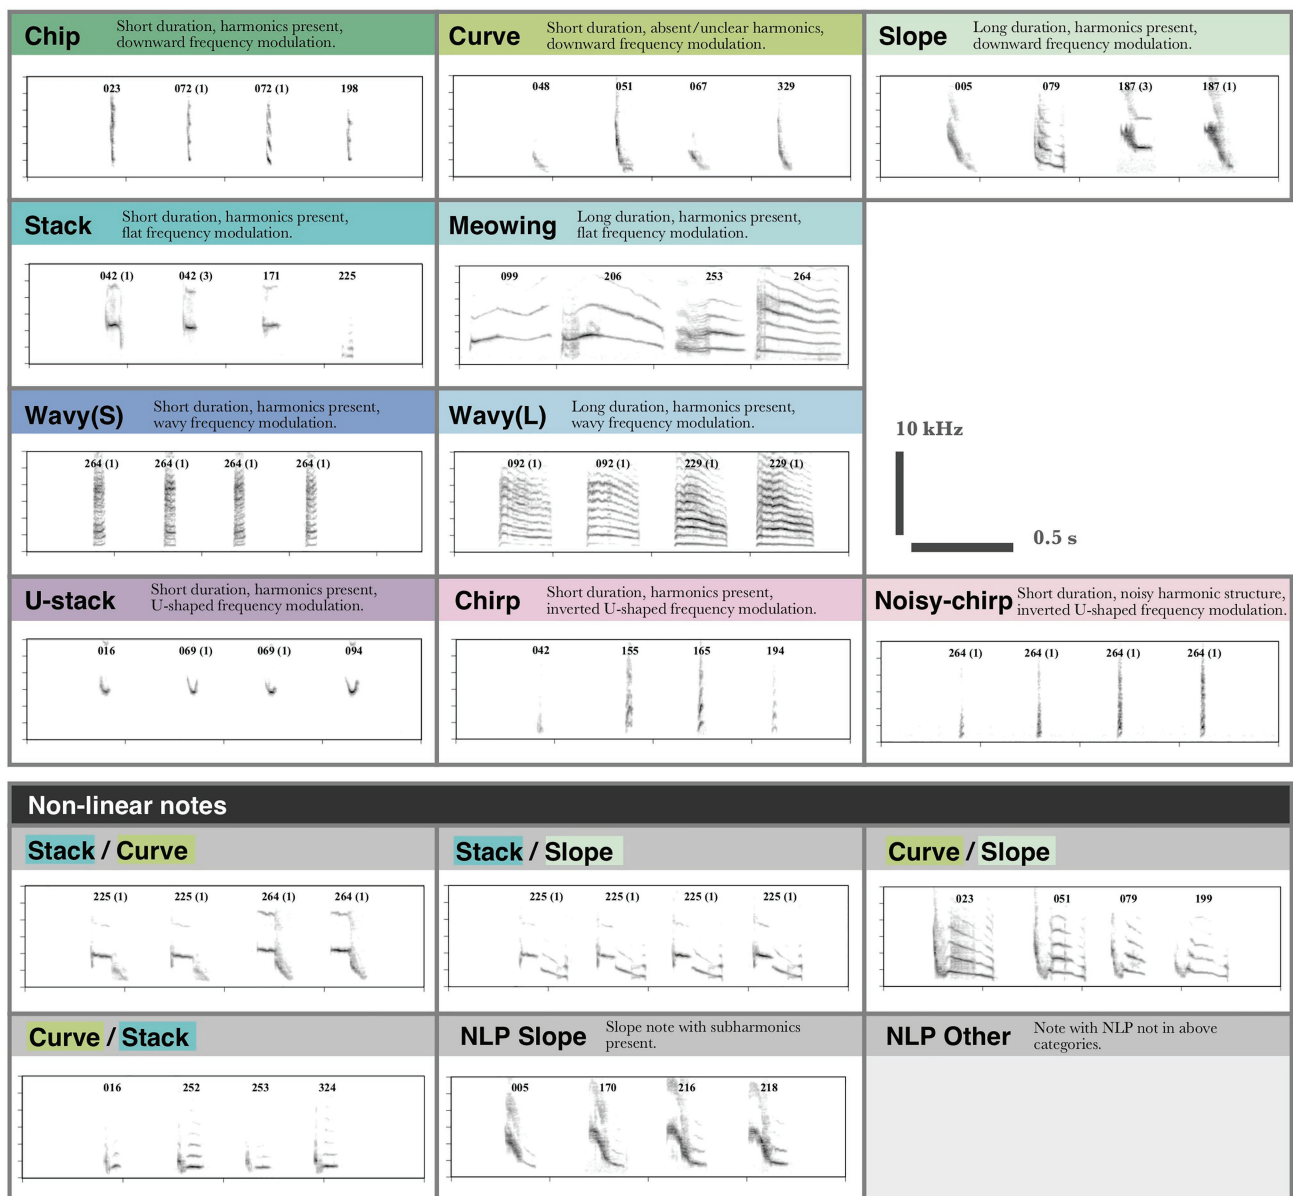 Chip
Short duration, harmonics present,
downward frequency modulation.
023 072 (1) 072 (1) 198
Curve
Short duration, absent/unclear harmonics,
downward frequency modulation.
048 051 067 329
Slope
Long duration, harmonics present,
downward frequency modulation.
005 079 187 (3) 187 (1)
Stack
Short duration, harmonics present,
flat frequency modulation.
042 (1) 042 (3) 171 225
Meowing
Long duration, harmonics present,
flat frequency modulation.
099 206 253 264
Wavy(S)
Short duration, harmonics present,
wavy frequency modulation.
264 (1) 264 (1) 264 (1) 264 (1)
Wavy(L)
Long duration, harmonics present,
wavy frequency modulation.
092 (1) 092 (1) 229 (1) 229 (1)
10 kHz
0.5 s
U-stack
Short duration, harmonics present,
U-shaped frequency modulation.
016 069 (1) 069 (1) 094
Chirp
Short duration, harmonics present,
inverted U-shaped frequency modulation.
042 155 165 194
Noisy-chirp
Short duration, noisy harmonic structure,
inverted U-shaped frequency modulation.
264 (1) 264 (1) 264 (1) 264 (1)
Non-linear notes
Stack / Curve
225 (1) 225 (1) 264 (1) 264 (1)
Stack / Slope
225 (1) 225 (1) 225 (1) 225 (1)
Curve / Slope
023 051 079 199
Curve / Stack
016 252 253 324
NLP Slope
Slope note with subharmonics
present.
005 170 216 218
NLP Other
Note with NLP not in above
categories.